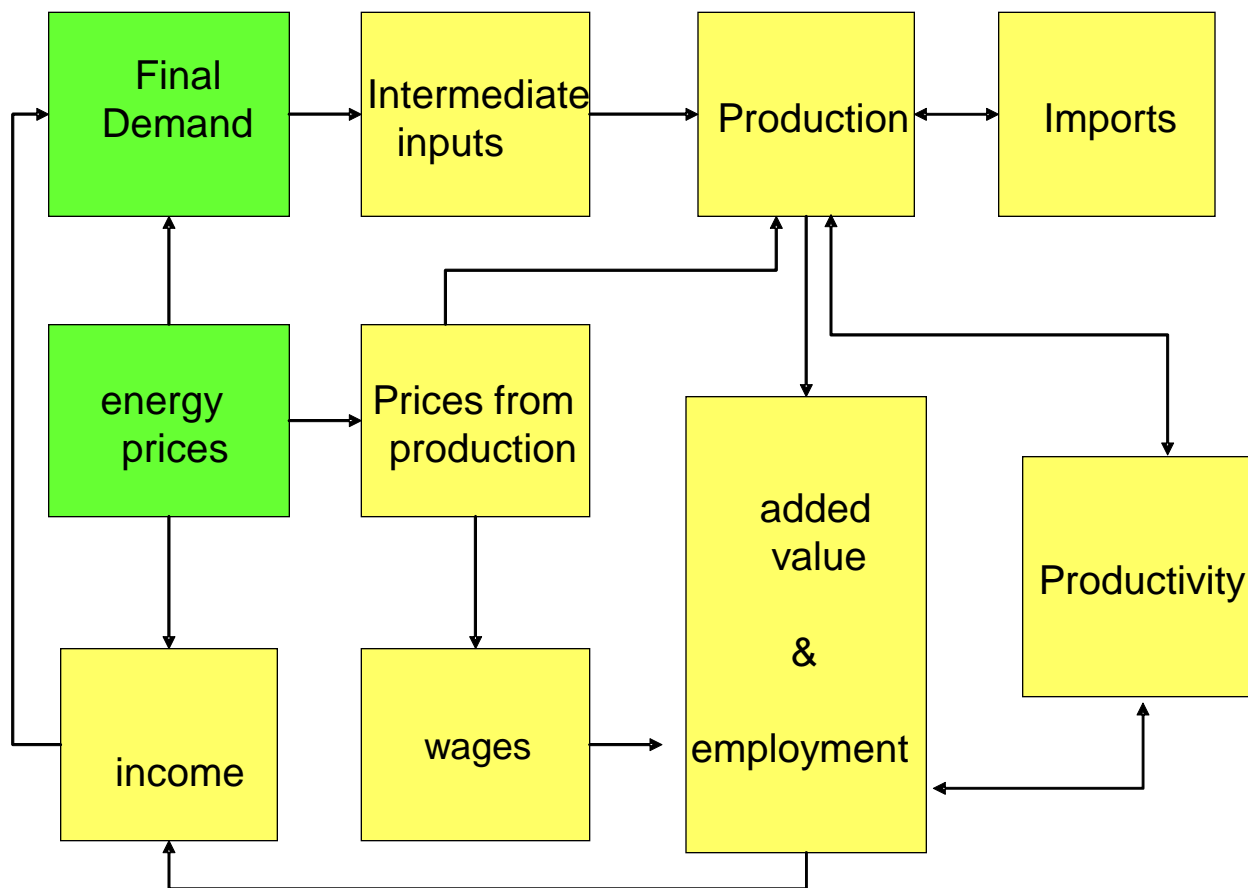 Final
Demand
Intermediate
inputs
Production
Imports
energy
prices
Prices from
production
added
value
&
employment
Productivity
income
wages